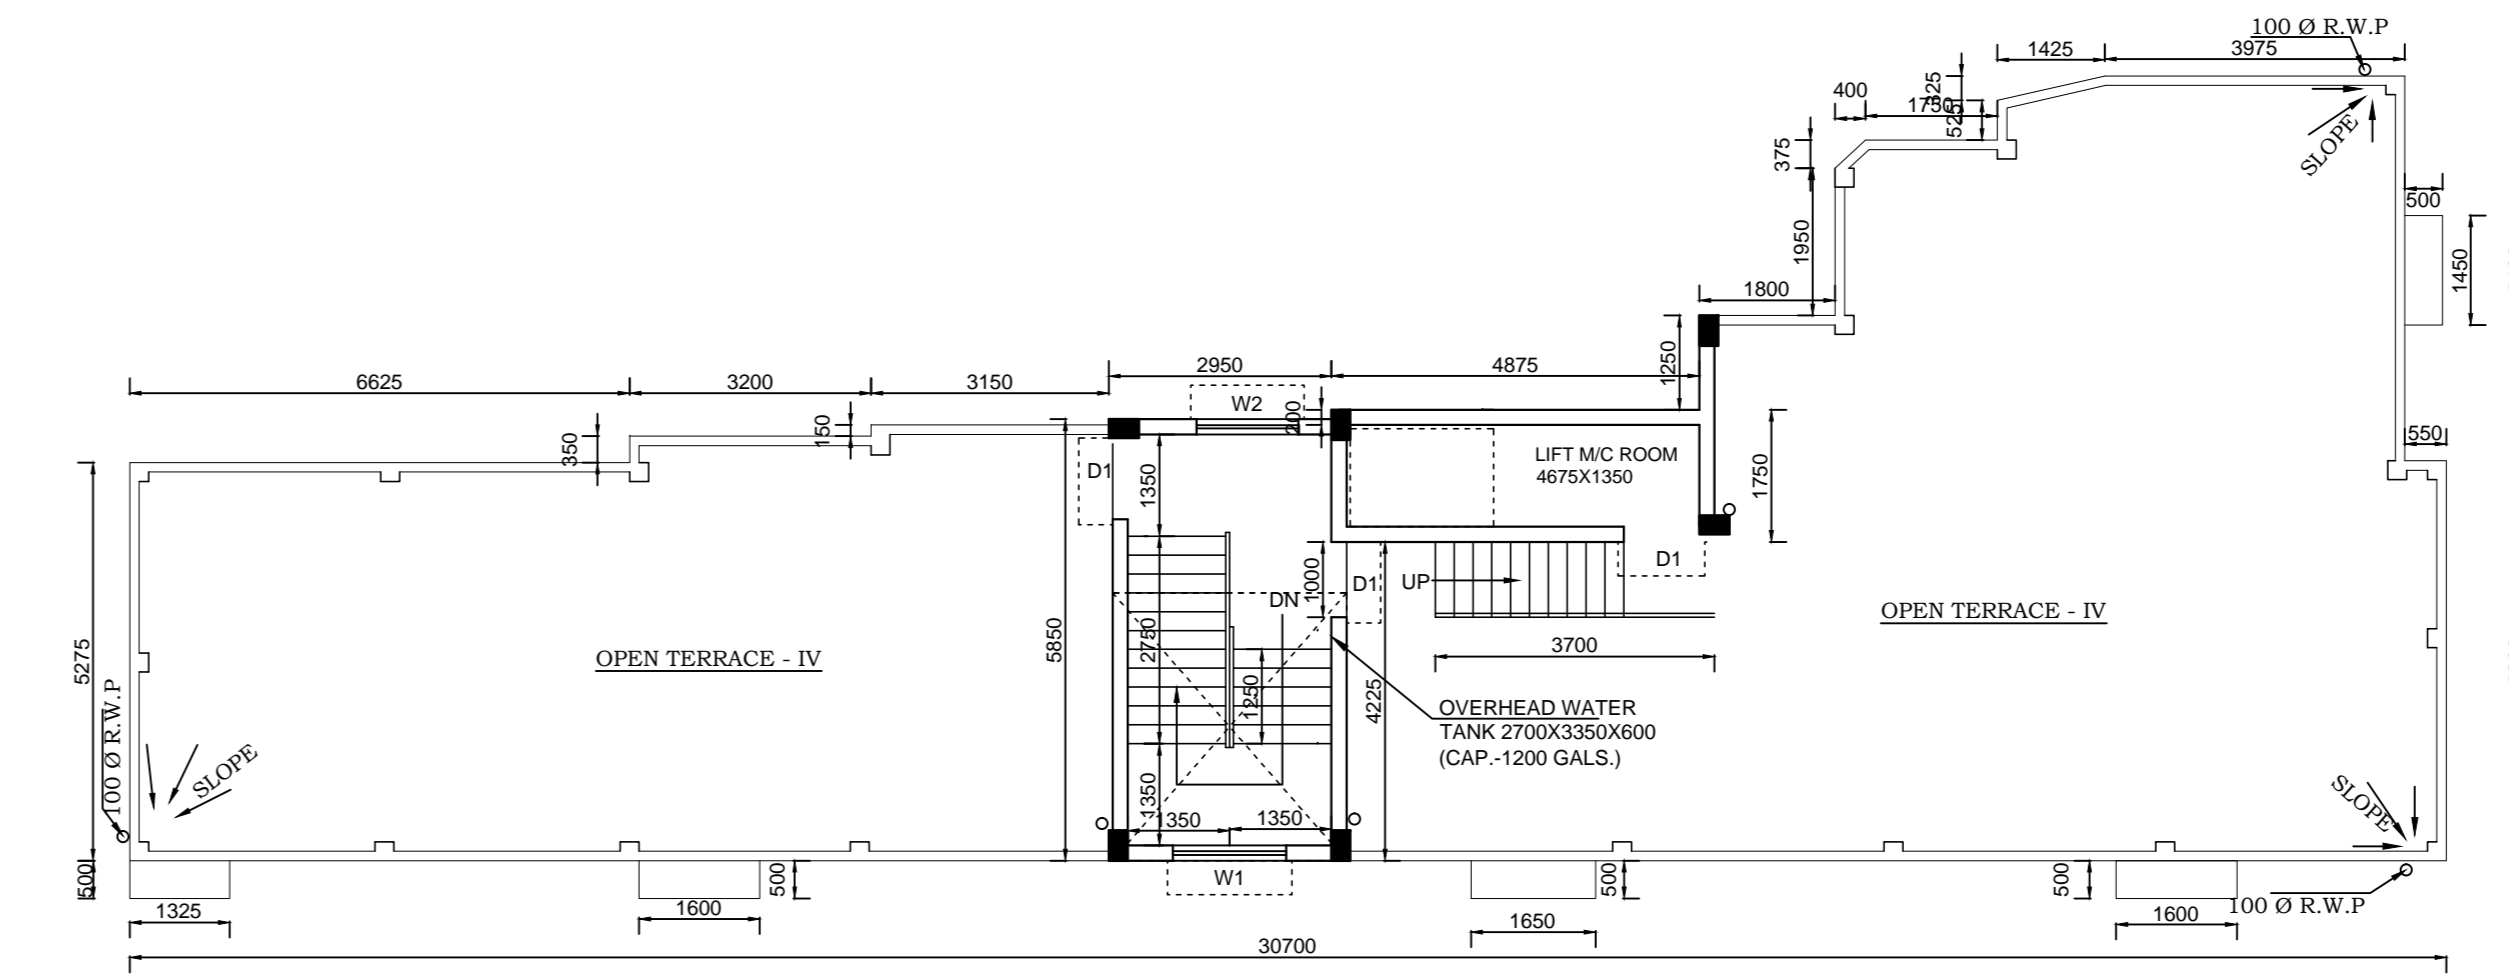 100 Ø R.W.P
1425
3975
325
400
1750
525
375
SLOPE
500
1950
1450
1800
1250
2950
4875
6625
3200
3150
W2
200
150
350
LIFT M/C ROOM
4675X1350
D1
1350
1750
1000
D1
UP
D1
DN
OPEN TERRACE - IV
550
5850
2750
3700
5275
OPEN TERRACE - IV
1250
4225
OVERHEAD WATER
TANK 2700X3350X600
(CAP.-1200 GALS.)
100 Ø R.W.P
SLOPE
1350
1350
1350
SLOPE
500
W1
500
500
500
1325
1600
1650
1600
100 Ø R.W.P
30700